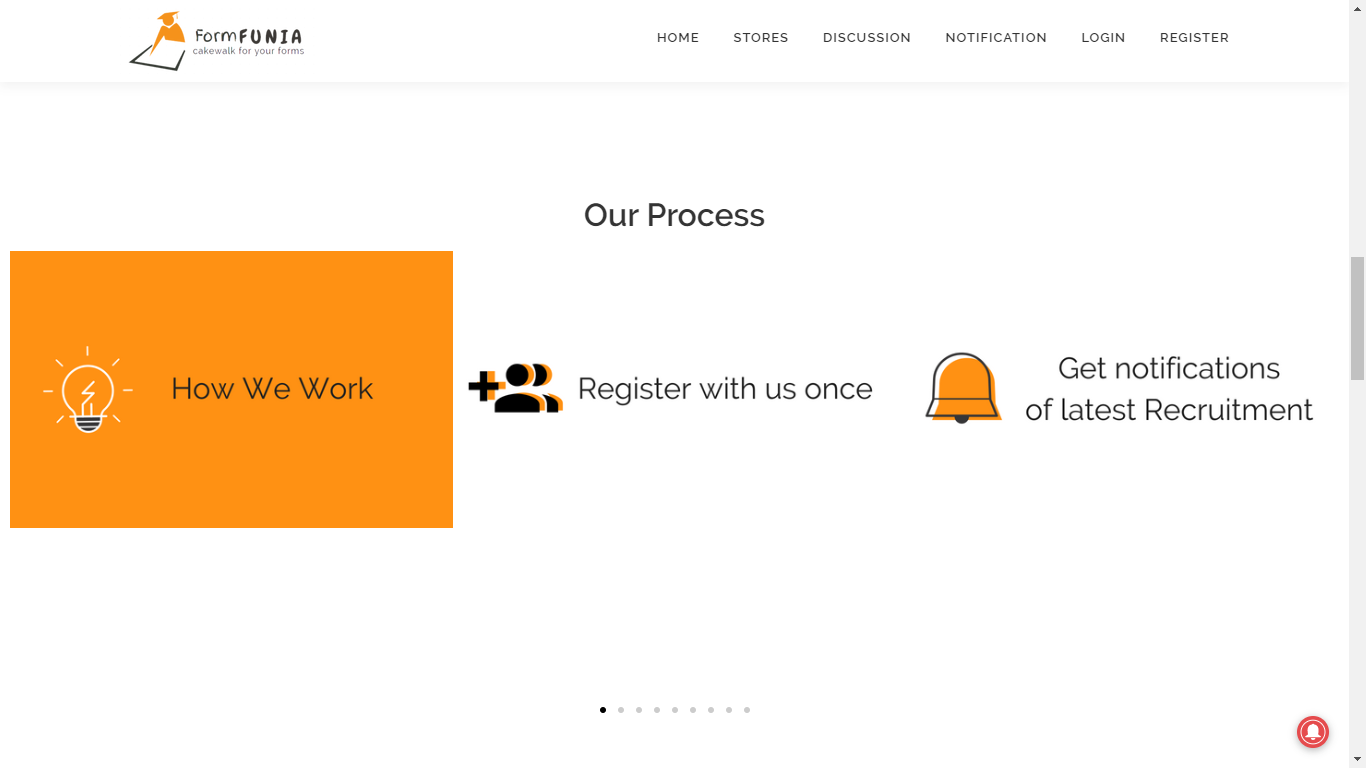 FormFUNIA
cakewalk for your forms
HOME STORES DISCUSSION NOTIFICATION LOGIN REGISTER
Our Process
How We Work
Register with us once
Get notifications
of latest Recruitment